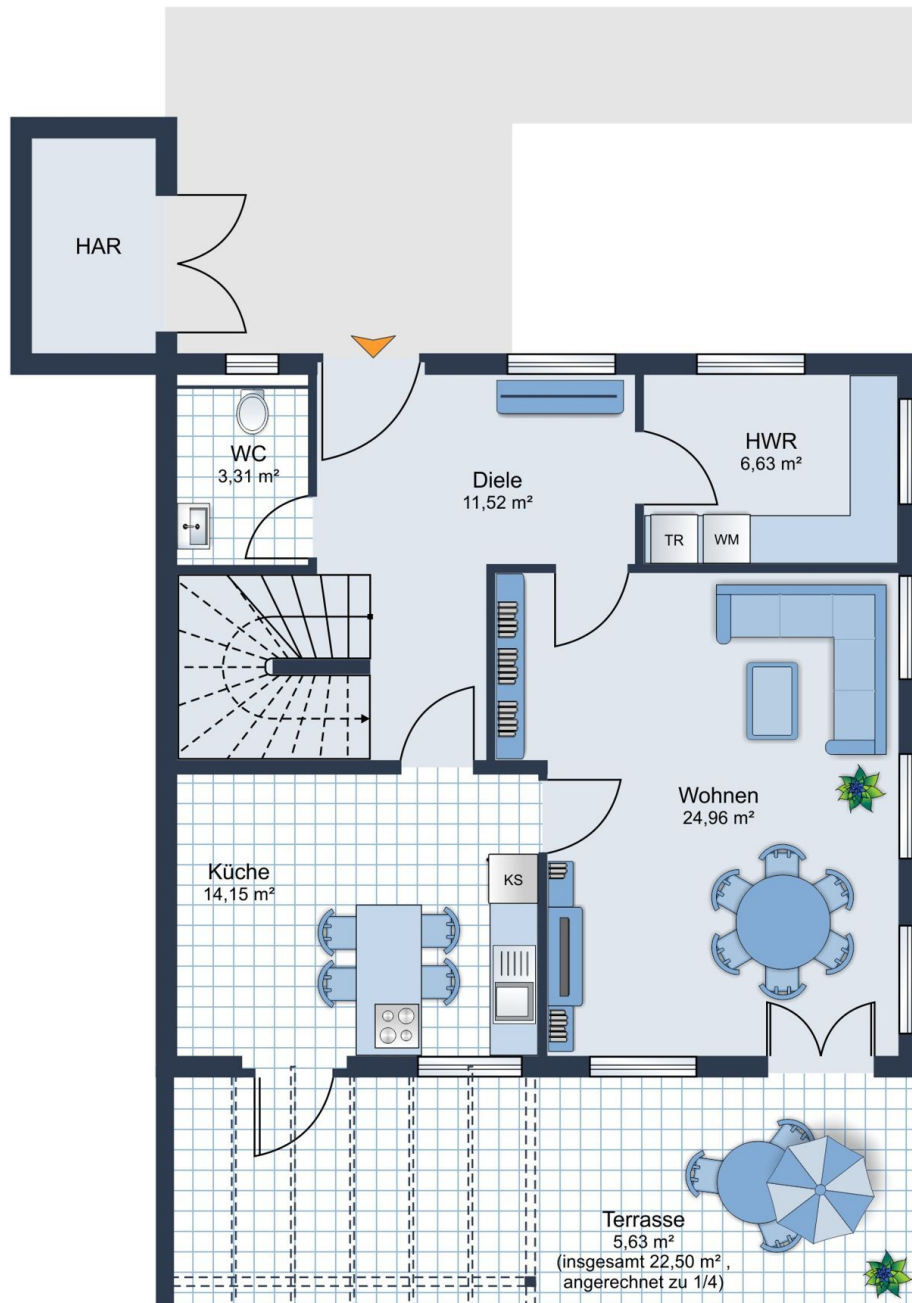 HAR
WC
3,31 m²
Diele
11,52 m²
HWR
6,63 m²
TR
WM
Wohnen
24,96 m²
Küche
14,15 m²
KS
Terrasse
5,63 m²
(insgesamt 22,50 m² ,
angerechnet zu 1/4)